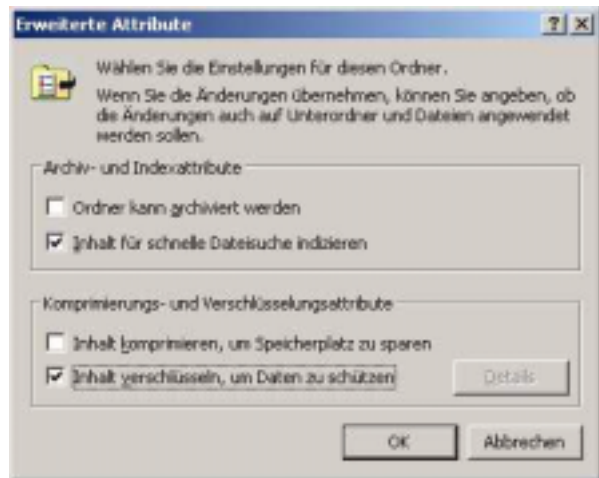 Erweiterte Attribute
Wählen Sie die Einstellungen für diesen Ordner.
Wenn Sie die Änderungen übernehmen, können Sie angeben, ob
die Änderungen auch auf Unterordner und Dateien angewendet
werden sollen.
Archiv- und Indexattribute
Ordner kann archiviert werden
Inhalt für schnelle Dateisuche indizieren
Komprimierungs- und Verschlüsselungsattribute
Inhalt komprimieren, um Speicherplatz zu sparen
Inhalt verschlüsseln, um Daten zu schützen
Details
OK Abbrechen